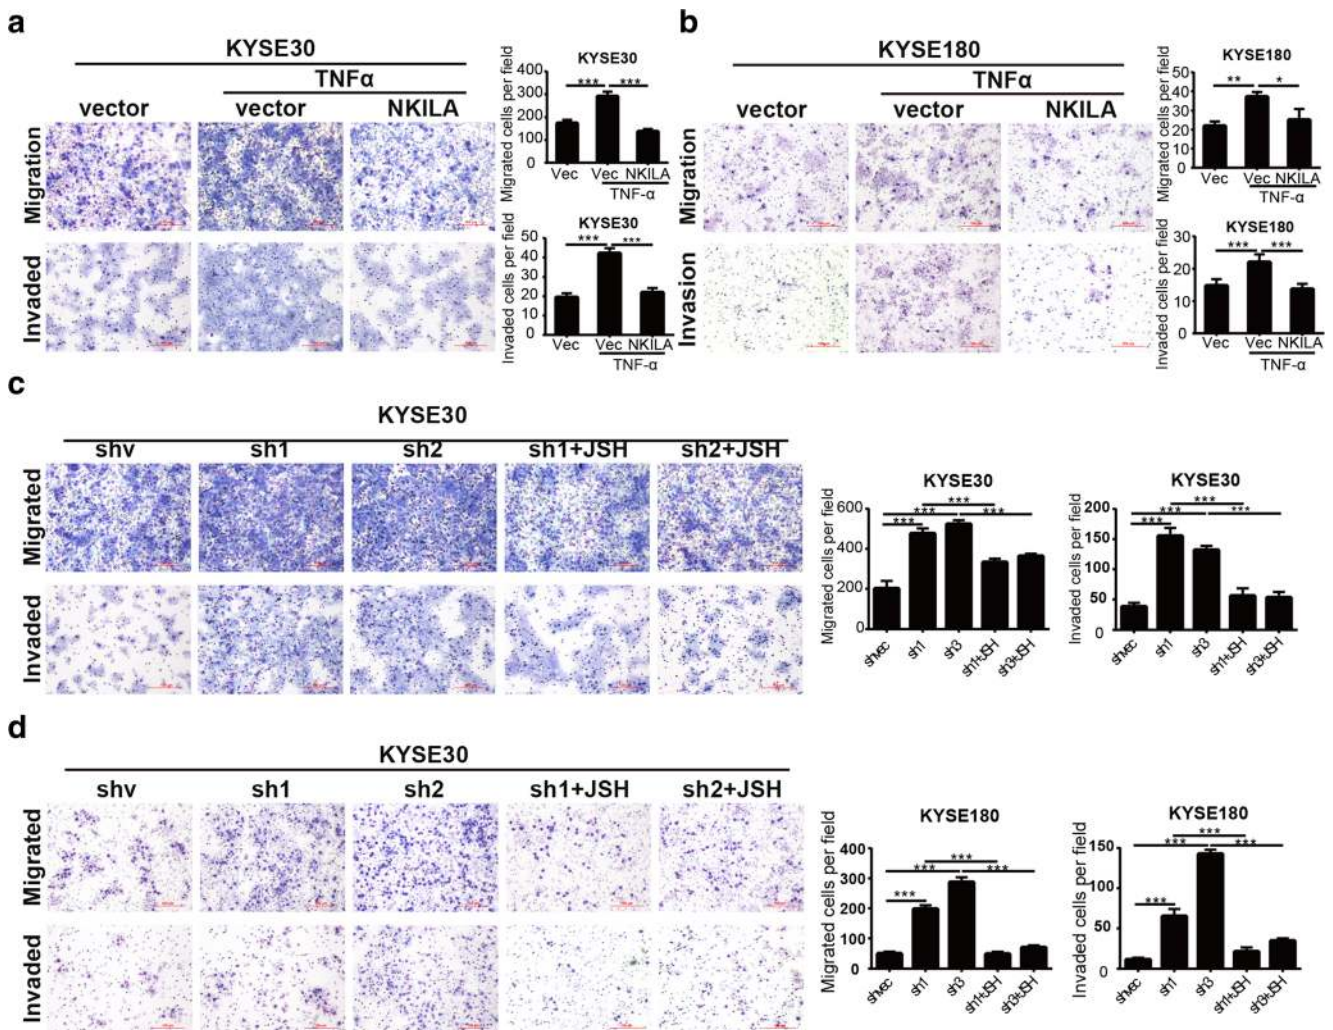 a
KYSE30
TNFα
vector vector NKILA
Migration
Invaded
KYSE30
Migrated cells per field
400
300
200
100
0
*** ***
Vec Vec NKILA
TNF-α
KYSE30
Invaded cells per field
50
40
30
20
10
0
*** ***
Vec Vec NKILA
TNF-α
b
KYSE180
TNFα
vector vector NKILA
Migration
Invasion
KYSE180
Migrated cells per field
50
40
30
20
10
0
** *
Vec Vec NKILA
TNF-α
KYSE180
Invaded cells per field
30
20
10
0
*** ***
Vec Vec NKILA
TNF-α
c
KYSE30
shv sh1 sh2 sh1+JSH sh2+JSH
Migrated
Invaded
KYSE30
Migrated cells per field
600
400
200
0
***
*** ***
***
shvec sh1 sh3 sh1+JSH sh3+JSH
KYSE30
Invaded cells per field
200
150
100
50
0
***
*** ***
***
shvec sh1 sh3 sh1+JSH sh3+JSH
d
KYSE30
shv sh1 sh2 sh1+JSH sh2+JSH
Migrated
Invaded
KYSE180
Migrated cells per field
400
300
200
100
0
***
*** ***
***
shvec sh1 sh3 sh1+JSH sh3+JSH
KYSE180
Invaded cells per field
150
100
50
0
***
*** ***
***
shvec sh1 sh3 sh1+JSH sh3+JSH